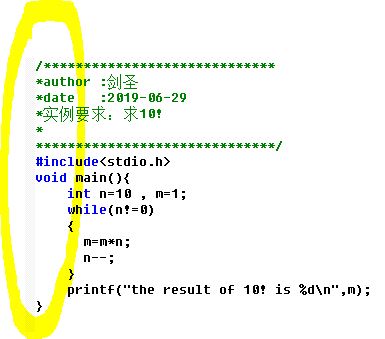 /*****************************
*author :剑圣
*date   :2019-06-29
*实例要求：求10!
*
******************************/
#include<stdio.h>
void main(){
    int n=10 , m=1;
    while(n!=0)
    {
      m=m*n;
      n--;
    }
    printf("the result of 10! is %d\n",m);
}